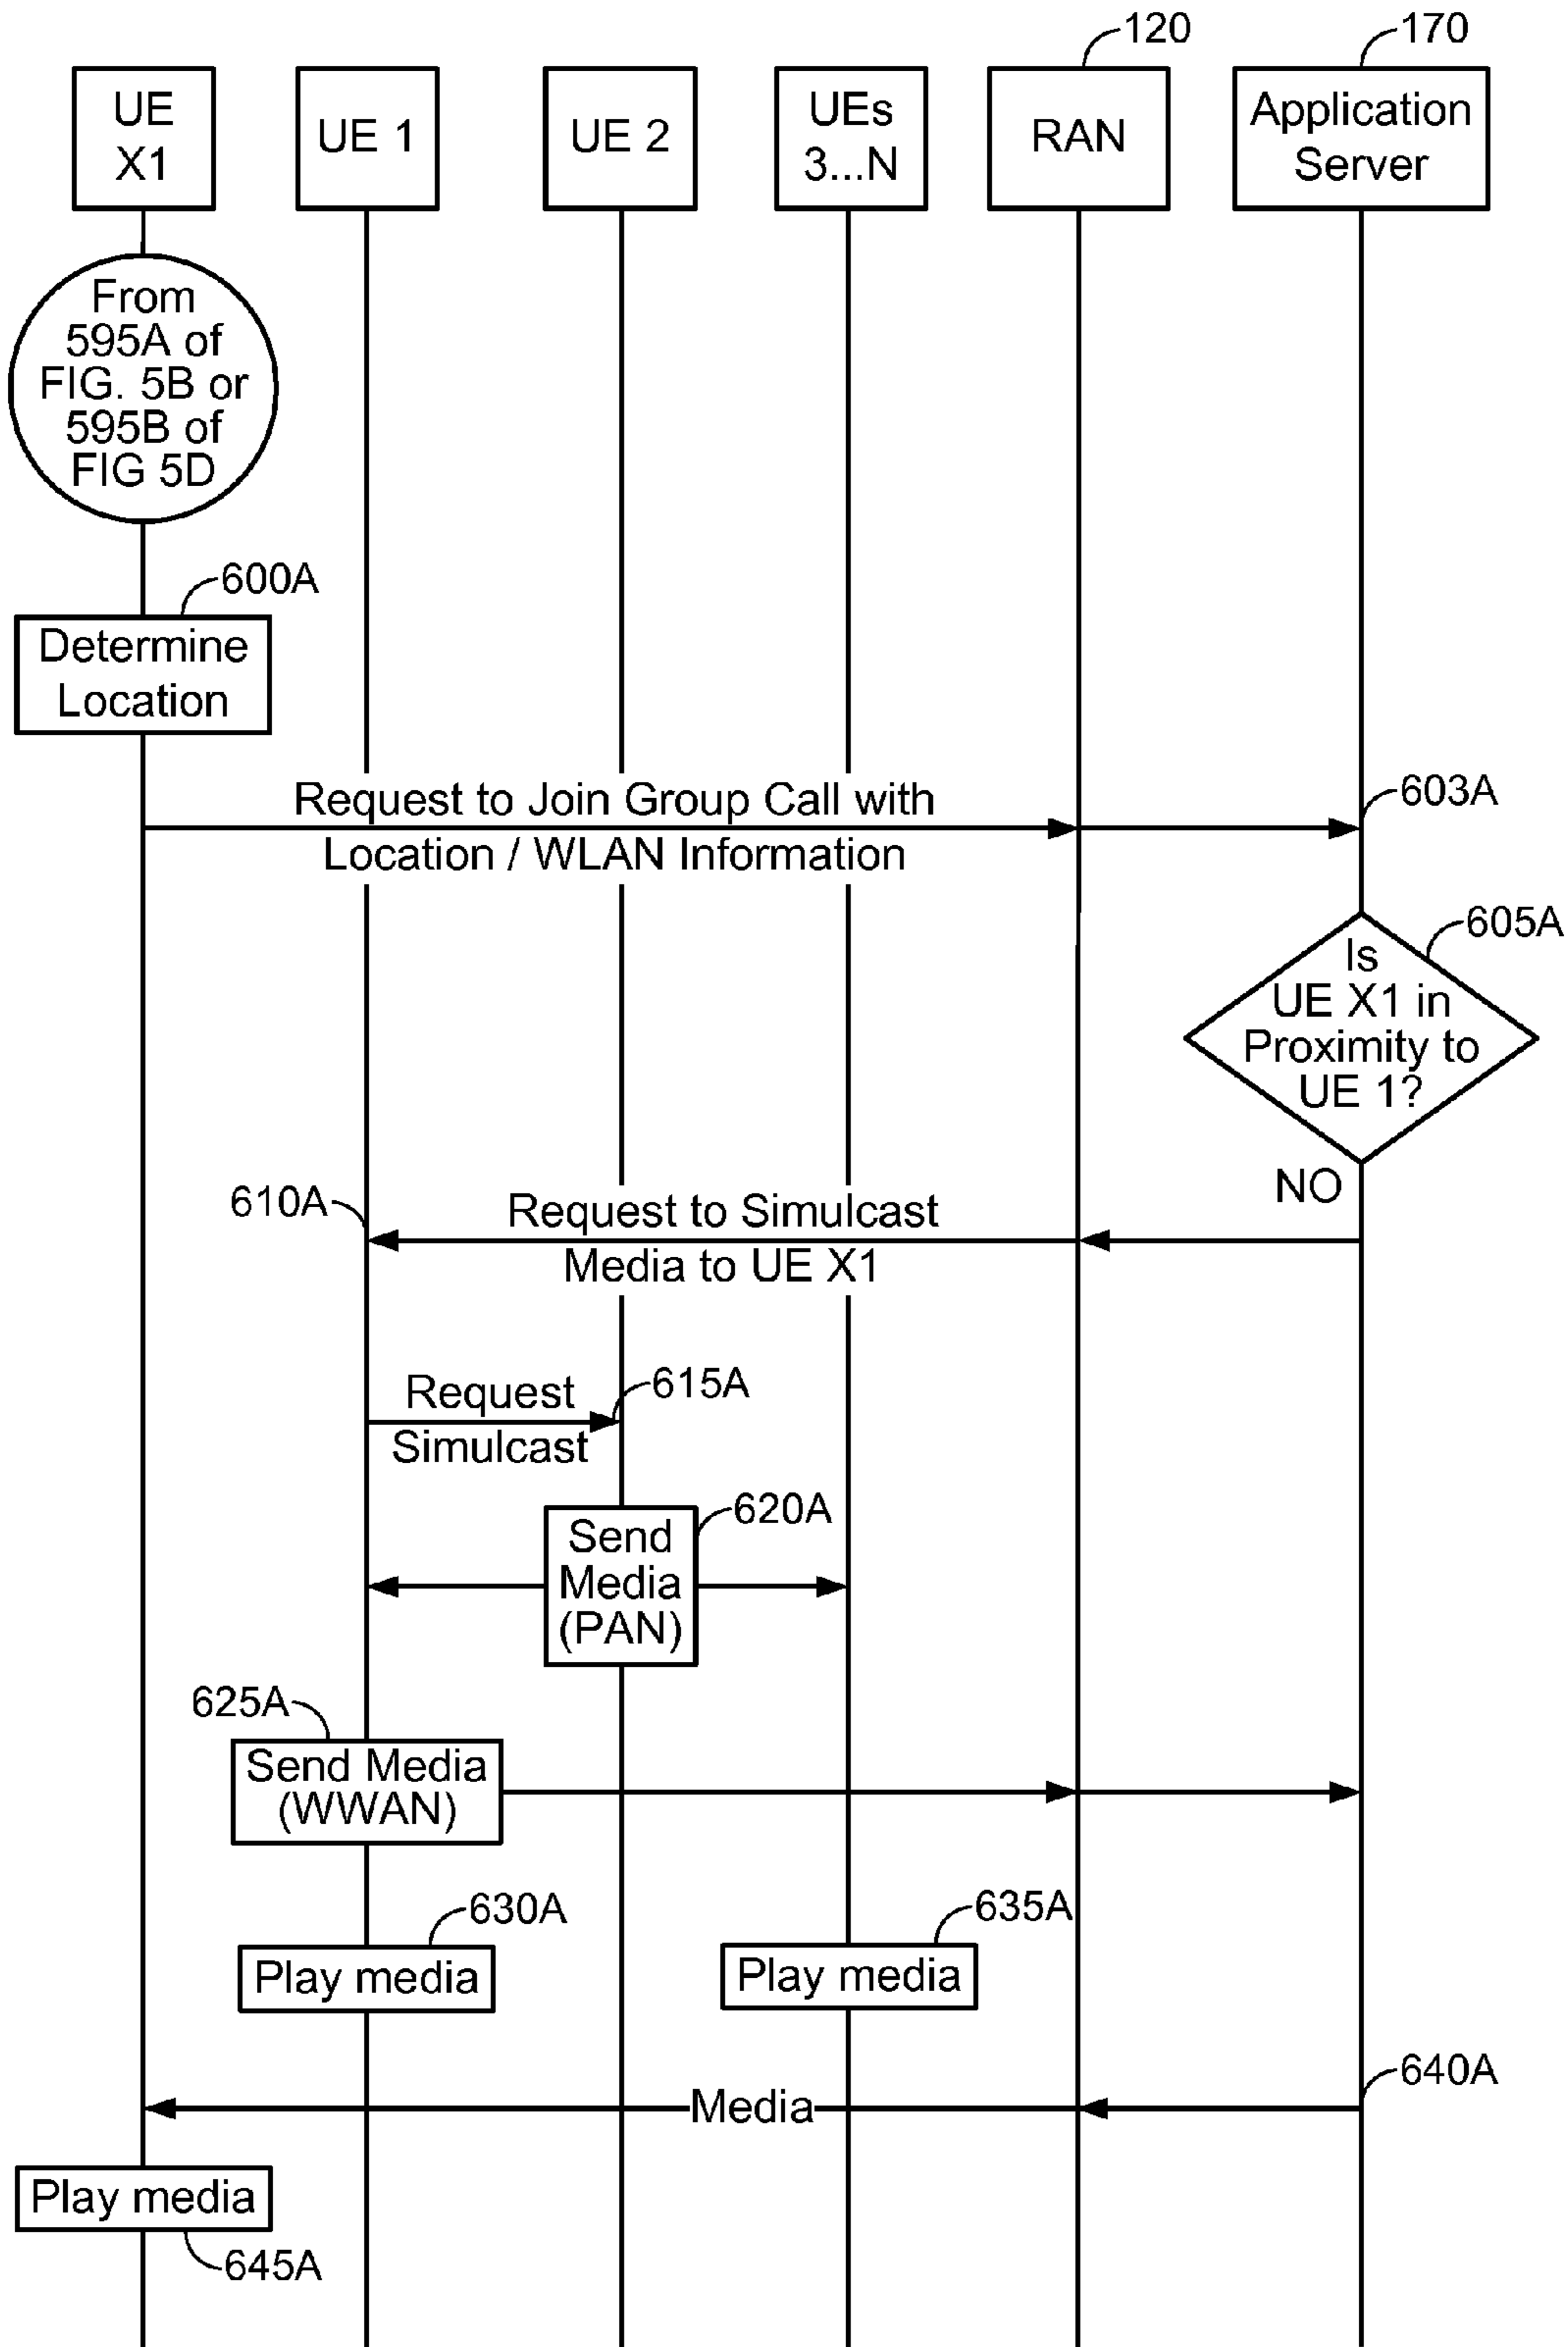 120
170
UE
X1
UE 1
UE 2
UEs
3...N
RAN
Application
Server
From
595A of
FIG. 5B or
595B of
FIG 5D
600A
Determine
Location
Request to Join Group Call with
Location / WLAN Information
603A
605A
Is
UE X1 in
Proximity to
UE 1?
NO
610A
Request to Simulcast
Media to UE X1
Request
Simulcast
615A
620A
Send
Media
(PAN)
625A
Send Media
(WWAN)
630A
Play media
635A
Play media
640A
Media
Play media
645A